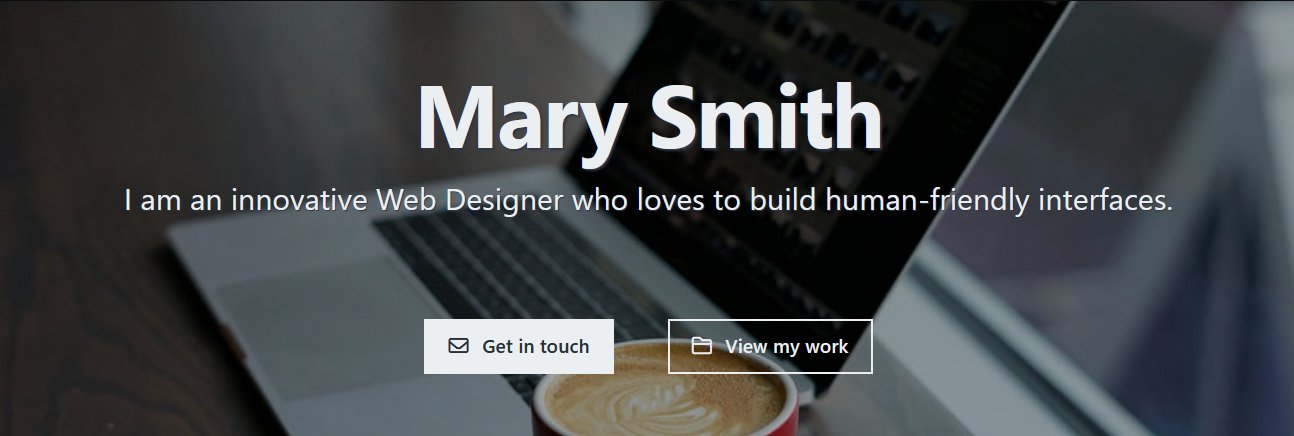 Mary Smith
I am an innovative Web Designer who loves to build human-friendly interfaces.
Get in touch
View my work